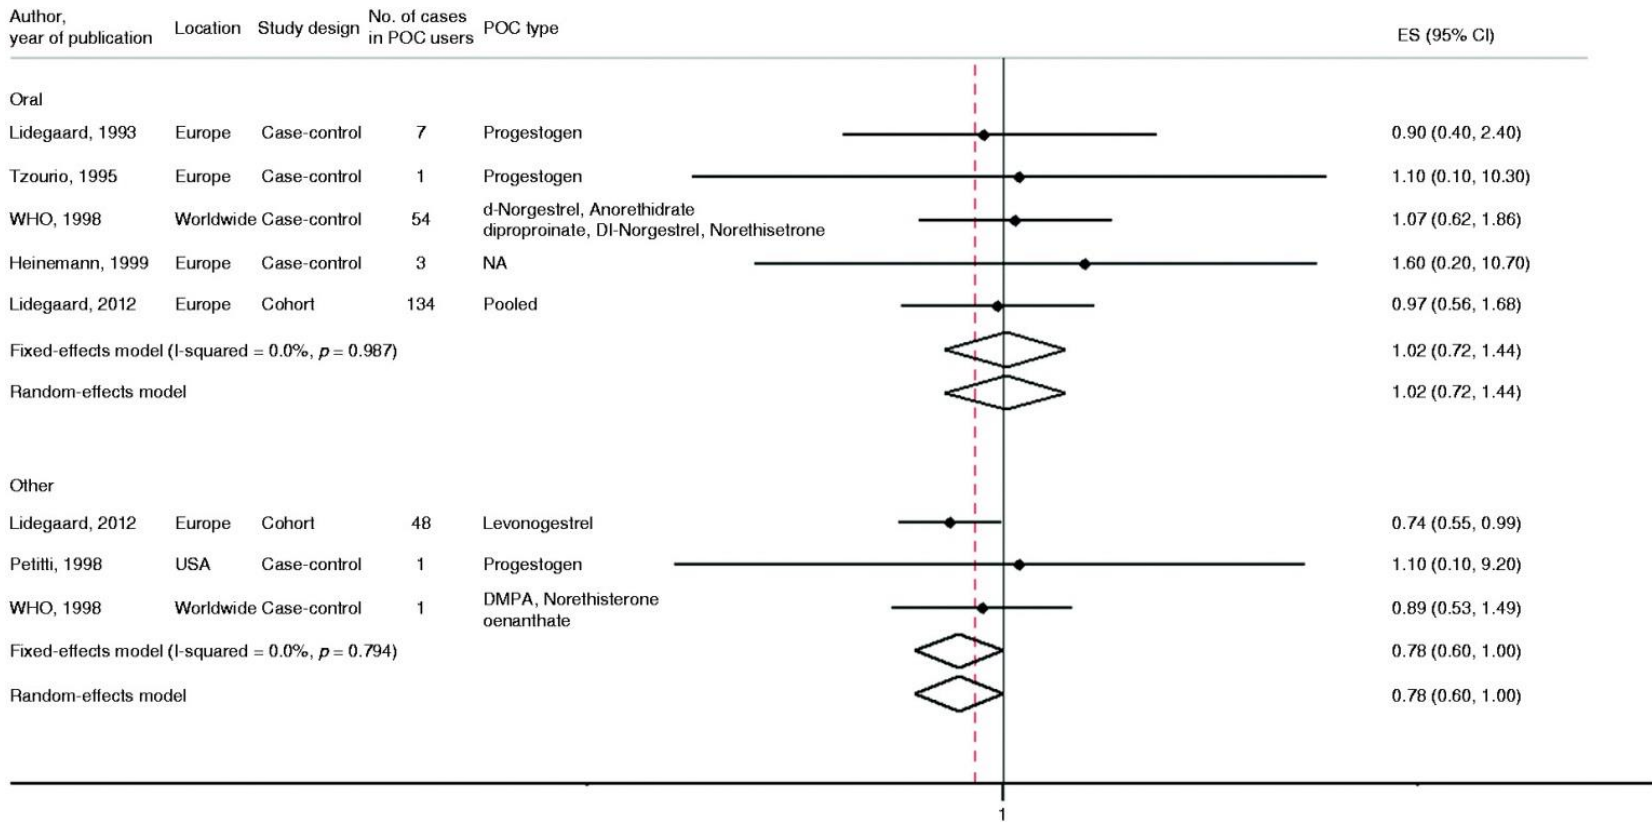 Author,
year of publication Location Study design No. of cases
in POC users POC type ES (95% CI)
Oral
Lidegaard, 1993 Europe Case-control 7 Progestogen 0.90 (0.40, 2.40)
Tzourio, 1995 Europe Case-control 1 Progestogen 1.10 (0.10, 10.30)
WHO, 1998 Worldwide Case-control 54 d-Norgestrel, Anorethidrate
diproproinate, DI-Norgestrel, Norethisetrone 1.07 (0.62, 1.86)
Heinemann, 1999 Europe Case-control 3 NA 1.60 (0.20, 10.70)
Lidegaard, 2012 Europe Cohort 134 Pooled 0.97 (0.56, 1.68)
Fixed-effects model (I-squared = 0.0%, p = 0.987) 1.02 (0.72, 1.44)
Random-effects model 1.02 (0.72, 1.44)
Other
Lidegaard, 2012 Europe Cohort 48 Levonogestrel 0.74 (0.55, 0.99)
Petitti, 1998 USA Case-control 1 Progestogen 1.10 (0.10, 9.20)
WHO, 1998 Worldwide Case-control 1 DMPA, Norethisterone
oenanthate 0.89 (0.53, 1.49)
Fixed-effects model (I-squared = 0.0%, p = 0.794) 0.78 (0.60, 1.00)
Random-effects model 0.78 (0.60, 1.00)
1